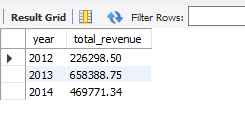 Result Grid Filter Rows:
year total_revenue
2012 226298.50
2013 658388.75
2014 469771.34